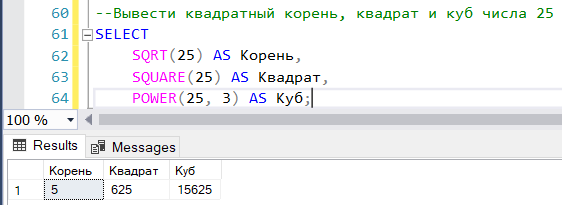 60 --Вывести квадратный корень, квадрат и куб числа 25
61 SELECT
62 SQRT(25) AS Корень,
63 SQUARE(25) AS Квадрат,
64 POWER(25, 3) AS Куб;
100 %
Results Messages
Корень Квадрат Куб
1 5 625 15625